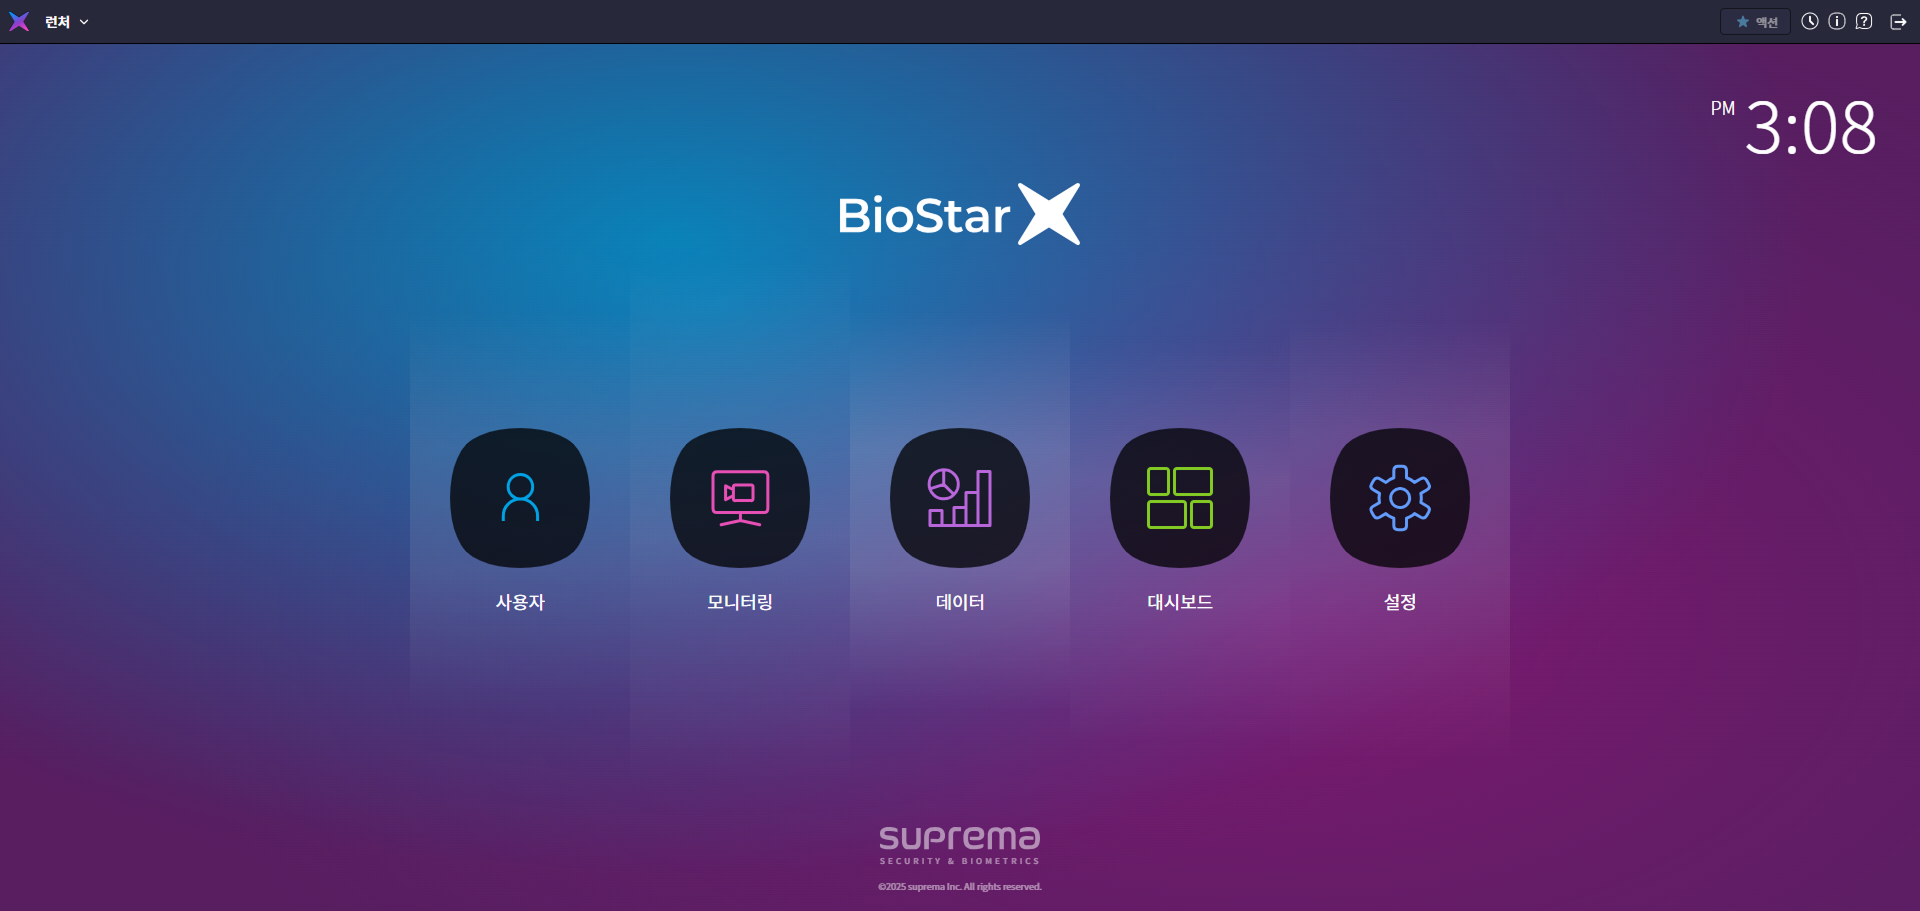 런처
액션
PM 3:08
BioStar X
사용자
모니터링
데이터
대시보드
설정
suprema
SECURITY & BIOMETRICS
©2025 suprema Inc. All rights reserved.